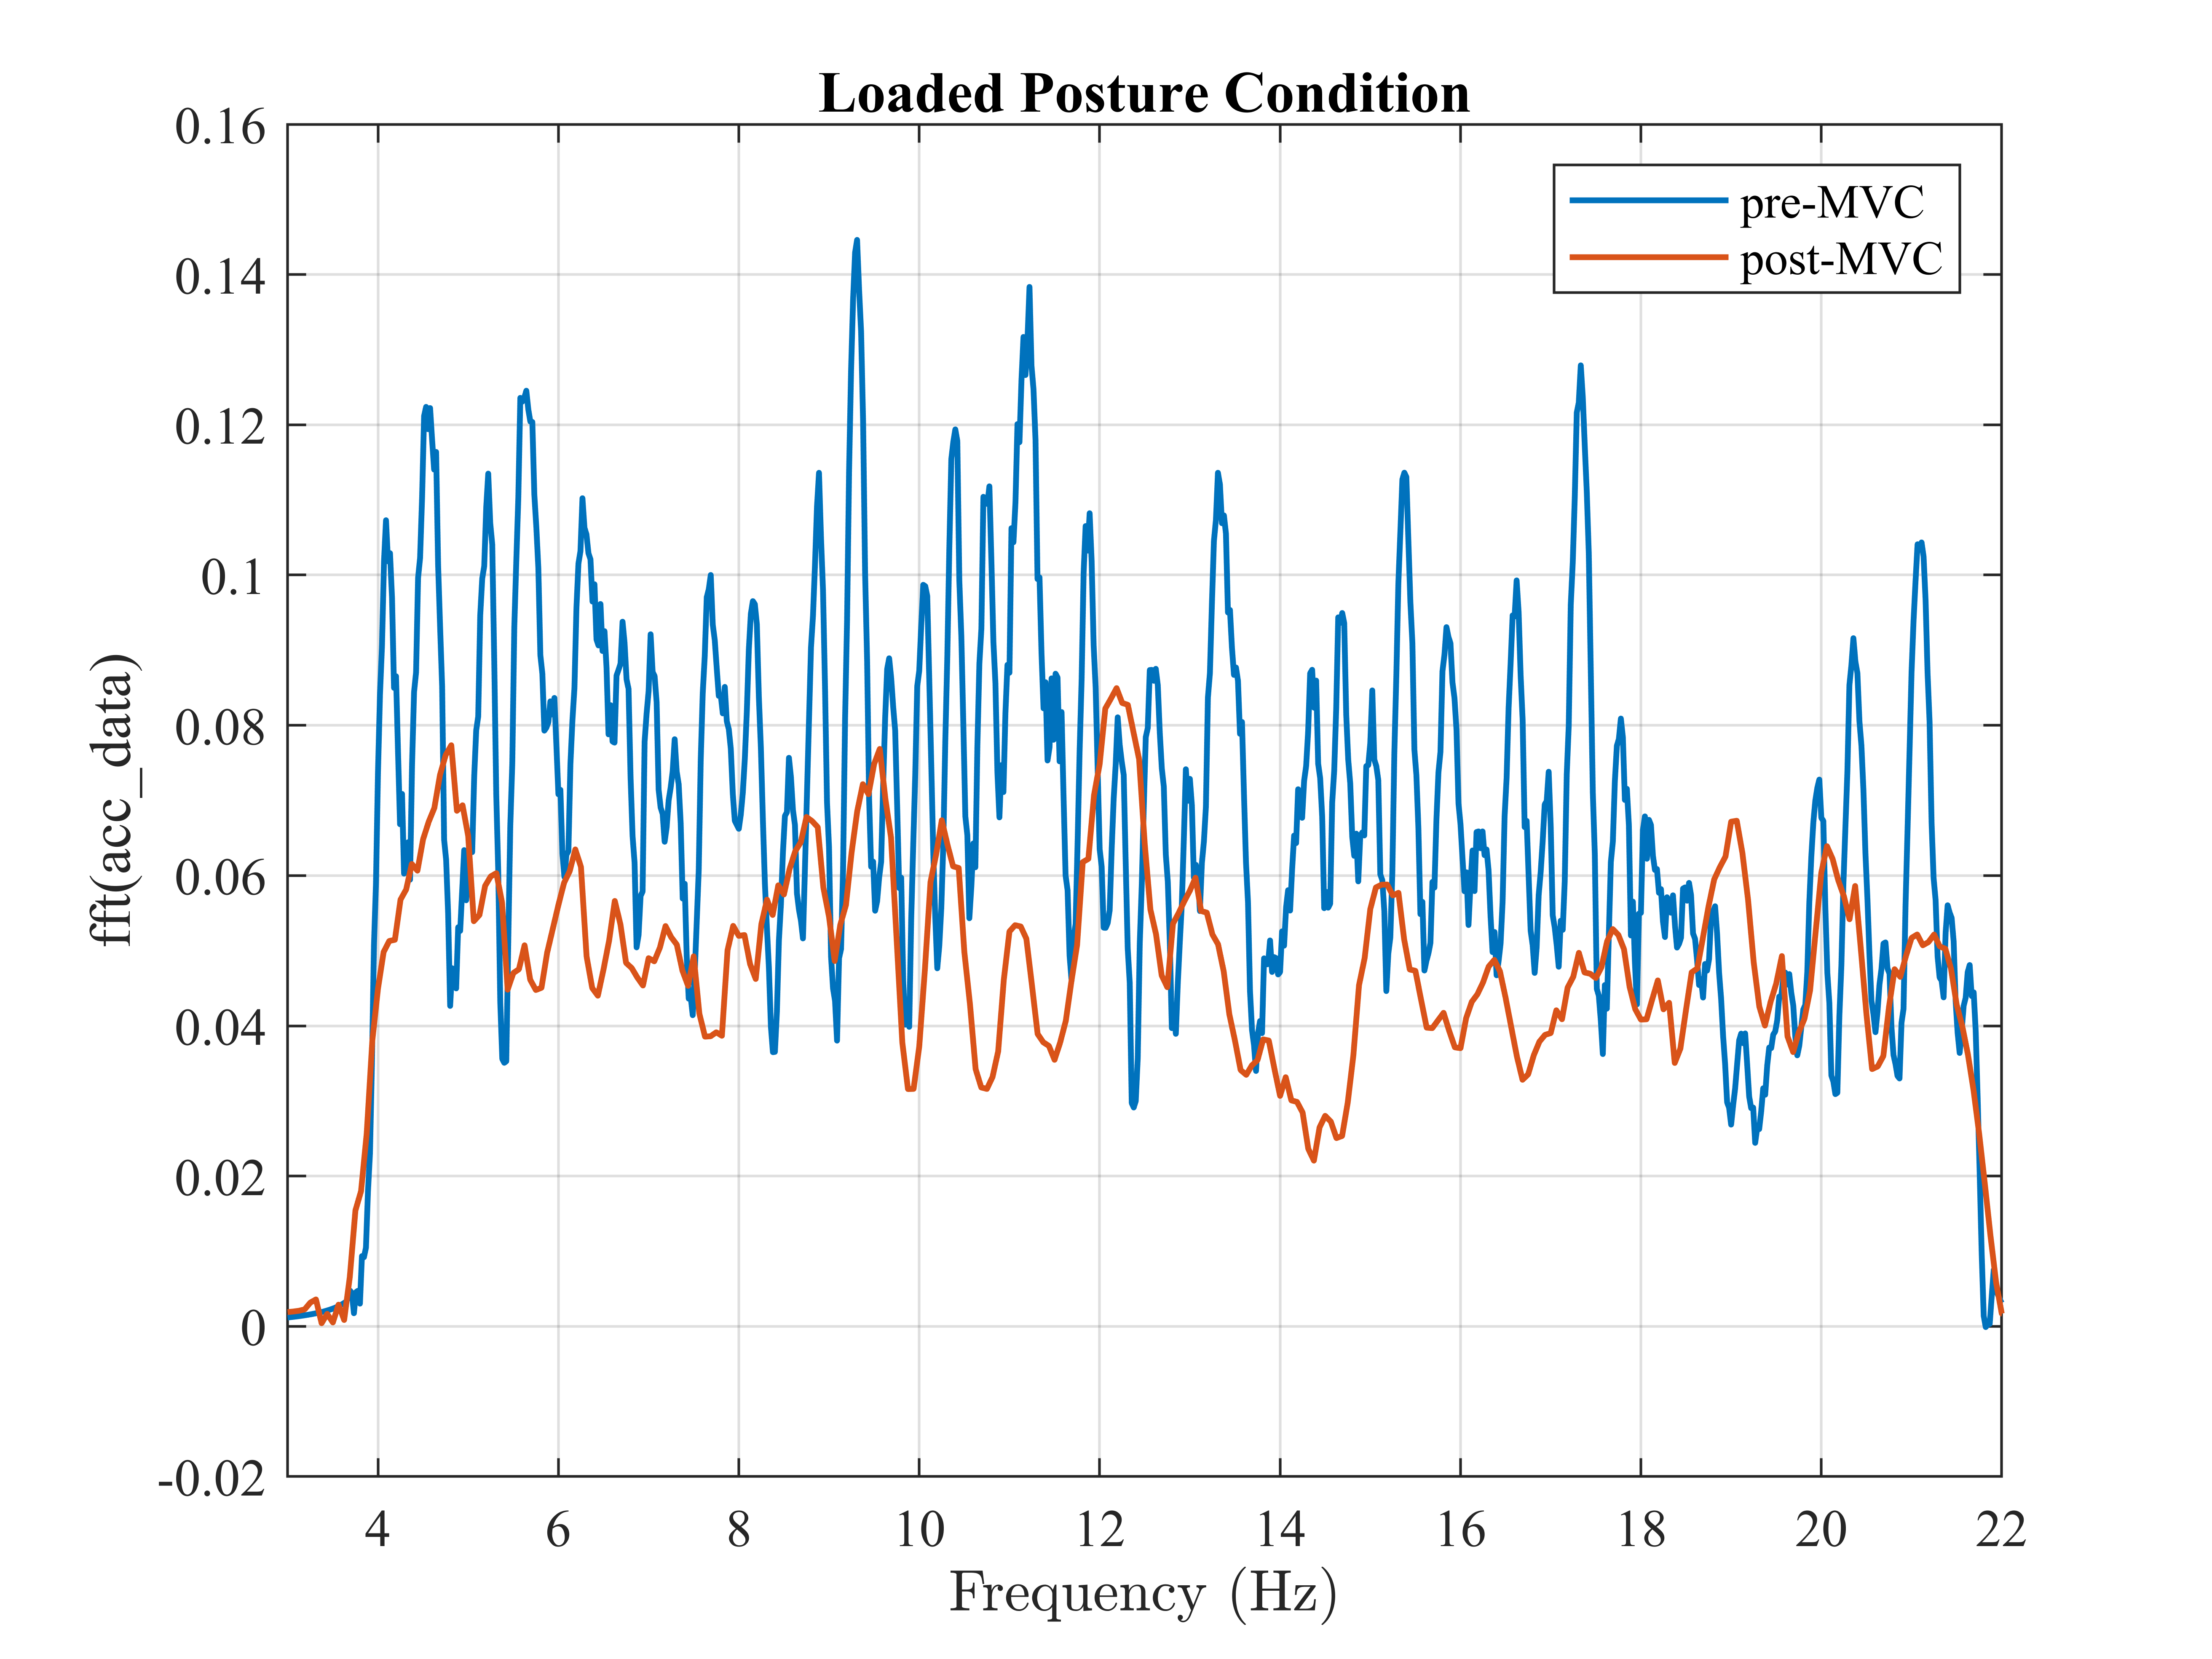 Loaded Posture Condition
0.16
0.14
0.12
0.1
0.08
0.06
0.04
0.02
0
-0.02
fft(acc_data)
pre-MVC
post-MVC
4 6 8 10 12 14 16 18 20 22
Frequency (Hz)